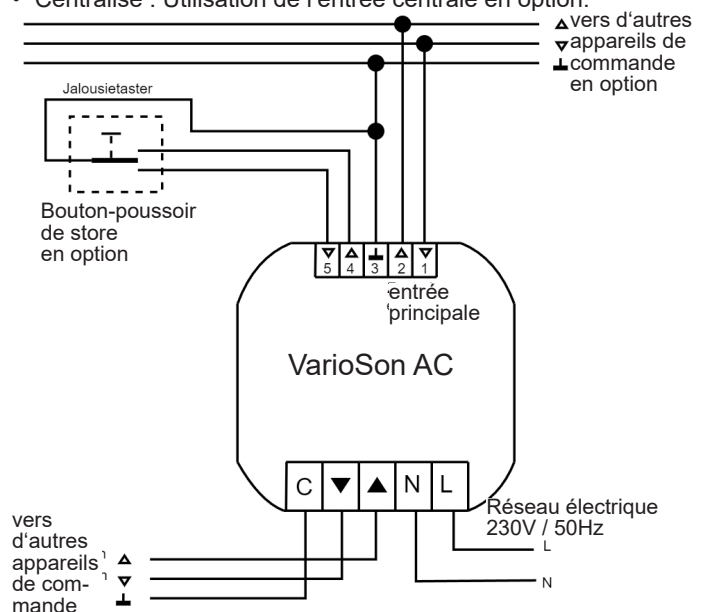 • Centralisé : Utilisation de l'entrée centrale en option.
vers d'autres
appareils de
commande
en option
Jalousietaster
Bouton-poussoir
de store
en option
5 4 3 2 1
entrée
principale
VarioSon AC
C N L
Réseau électrique
230V / 50Hz
L
N
vers
d'autres
appareils
de com-
mande